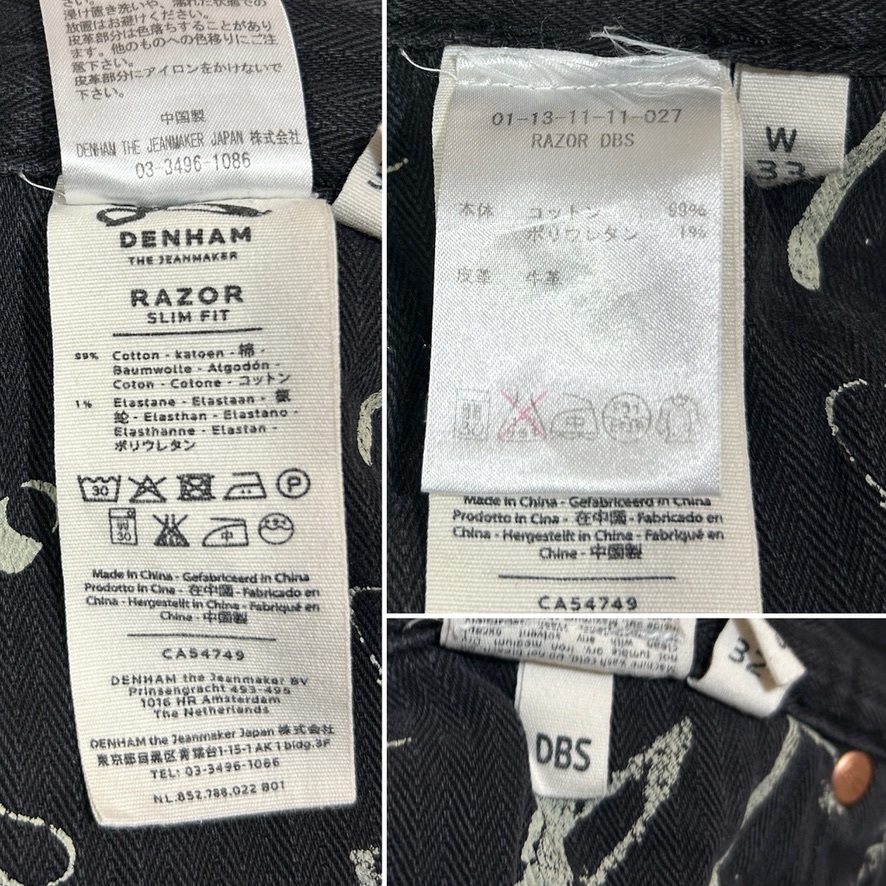 浸け置き洗いや、濡れた状態での
放置はお避けください。
皮革部分は色落ちすることがあり
ます。他のものへの色移りにご注
意下さい。
皮革部分にアイロンをかけないで
下さい。
中国製
DENHAM THE JEANMAKER JAPAN 株式会社
03-3496-1086
DENHAM
THE JEANMAKER
RAZOR
SLIM FIT
99% Cotton - katoen - 棉 -
Baumwolle - Algodón -
Coton - Cotone - コットン
1% Elastane - Elastaan -
Elasthan - Elastano -
Elasthanne - Elastan -
ポリウレタン
30
P
30
中
Made in China - Gefabriceerd in China
Prodotto in Cina - 在中國 - Fabricado en
China - Hergestellt in China - Fabriqué en
China - 中國製
CA54749
DENHAM the Jeanmaker BV
Prinsengracht 493-495
1016 HR Amsterdam
The Netherlands
DENHAM the Jeanmaker Japan 株式会社
東京都目黒区青葉台1-15-1 AK1 bldg.3F
TEL: 03-3496-1086
NL.852.788.022 B01
01-13-11-11-027
RAZOR DBS
本体 コットン 99%
ポリウレタン 1%
皮革 牛革
30
中
Made in China - Gefabriceerd in China
Prodotto in Cina - 在中國 - Fabricado en
China - Hergestellt in China - Fabriqué en
China - 中國製
CA54749
W
33
32
DBS